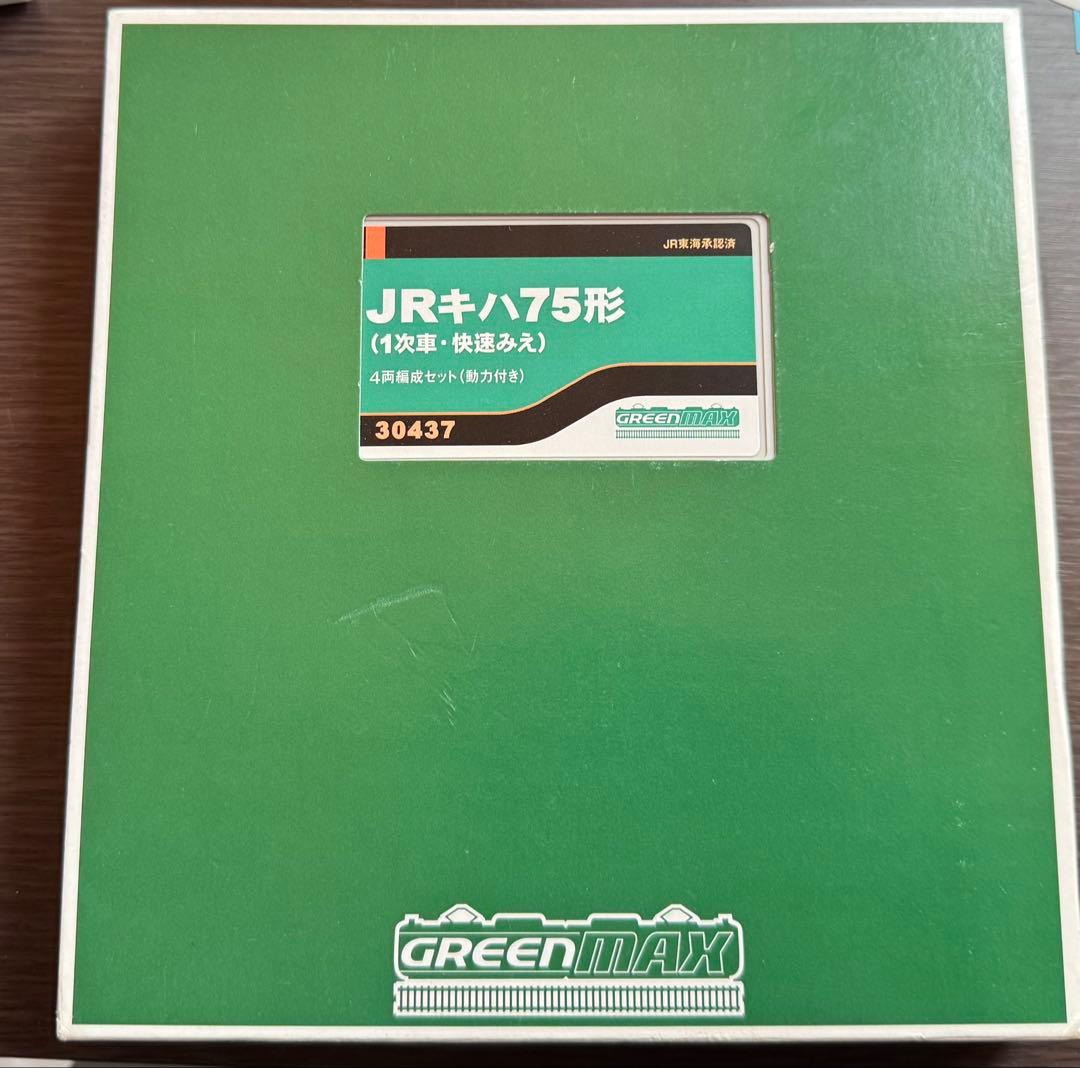 JR東海承認済
JRキハ75形
(1次車・快速みえ)
4両編成セット(動力付き)
30437
GREENMAX
GREENMAX